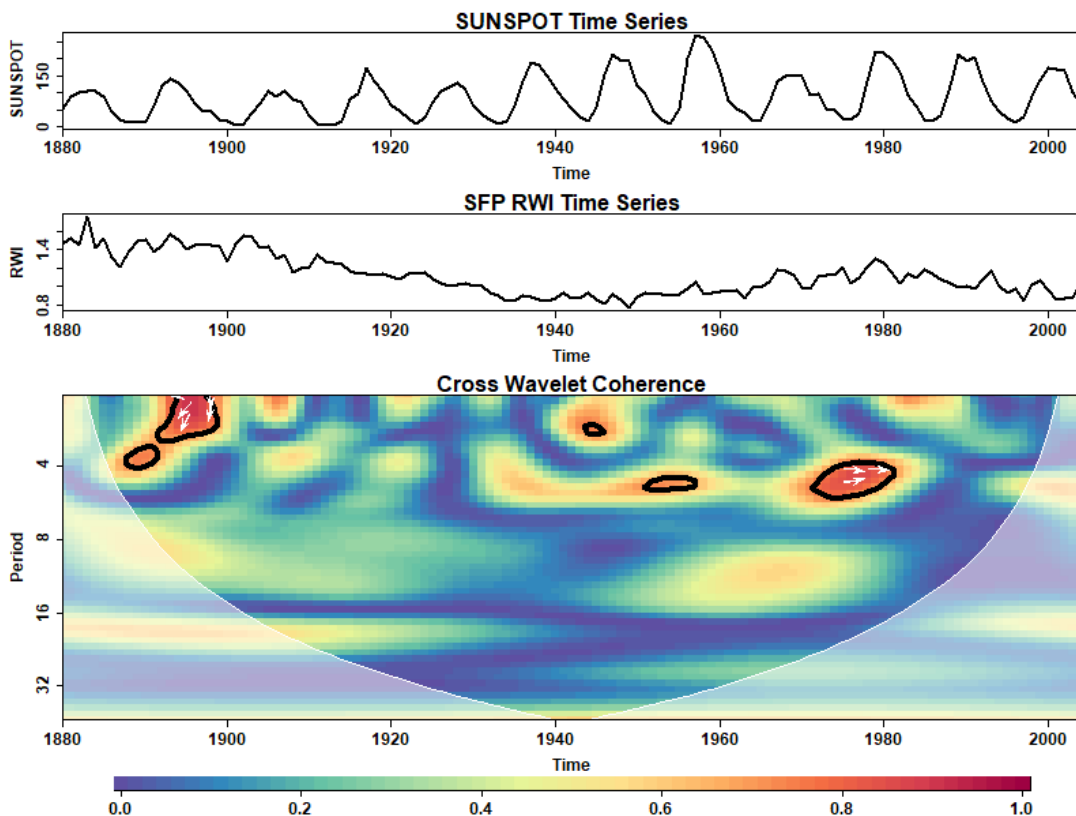 SUNSPOT Time Series
SUNSPOT
0 150
1880 1900 1920 1940 1960 1980 2000
Time
SFP RWI Time Series
RWI
0.8 1.4
1880 1900 1920 1940 1960 1980 2000
Time
Cross Wavelet Coherence
Period
4
8
16
32
1880 1900 1920 1940 1960 1980 2000
Time
0.0 0.2 0.4 0.6 0.8 1.0